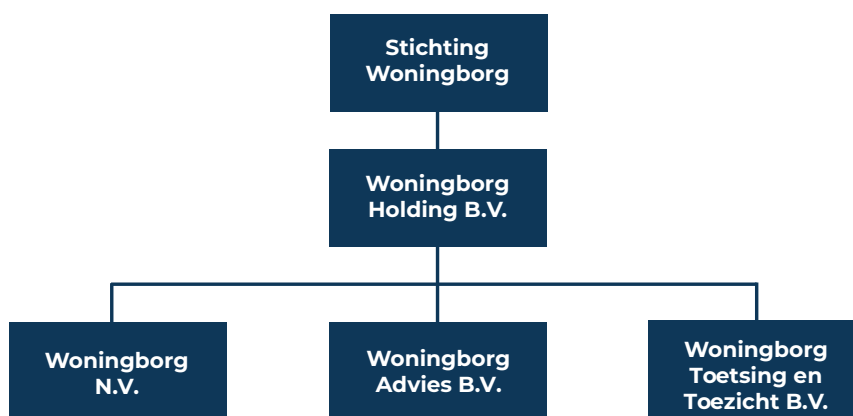 Stichting
Woningborg
Woningborg
Holding B.V.
Woningborg
N.V.
Woningborg
Advies B.V.
Woningborg
Toetsing en
Toezicht B.V.